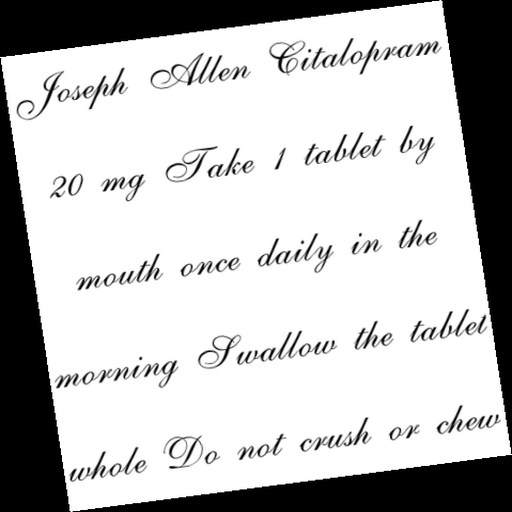 Joseph Allen Citalopram
20 mg Take 1 tablet by
mouth once daily in the
morning Swallow the tablet
whole Do not crush or chew